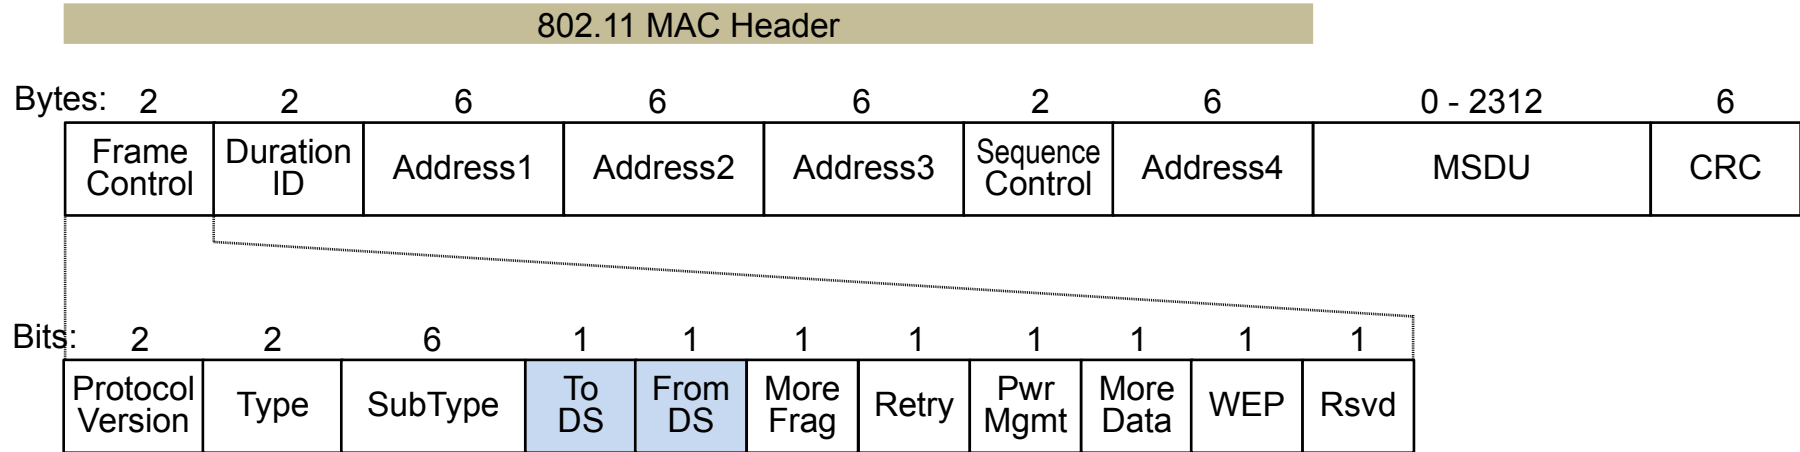 802.11 MAC Header
Bytes: 2 2 6 6 6 2 6 0 - 2312 6
Frame Control Duration ID Address1 Address2 Address3 Sequence Control Address4 MSDU CRC
Bits: 2 2 6 1 1 1 1 1 1 1 1
Protocol Version Type SubType To DS From DS More Frag Retry Pwr Mgmt More Data WEP Rsvd